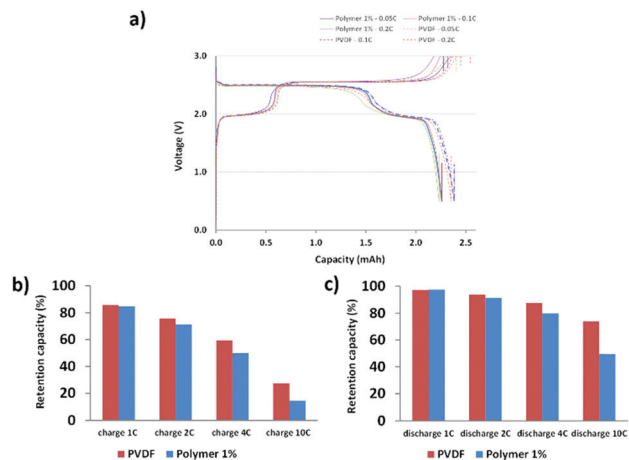 a)
Polymer 1% - 0.05C Polymer 1% - 0.1C
Polymer 1% - 0.2C PVDF - 0.05C
PVDF - 0.1C PVDF - 0.2C
3.0
2.0
1.0
0.0
Voltage (V)
0.0 0.5 1.0 1.5 2.0 2.5
Capacity (mAh)
b)
100
80
60
40
20
0
Retention capacity (%)
charge 1C charge 2C charge 4C charge 10C
PVDF Polymer 1%
c)
100
80
60
40
20
0
Retention capacity (%)
discharge 1C discharge 2C discharge 4C discharge 10C
PVDF Polymer 1%